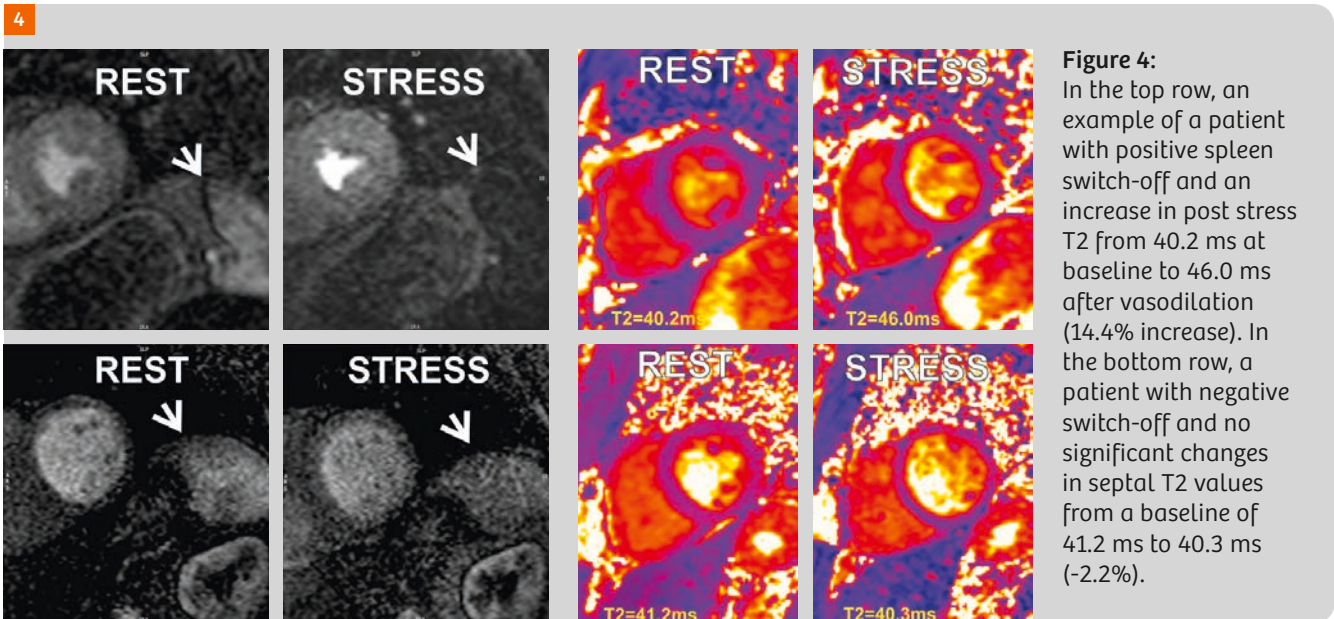 4
REST
STRESS
REST
STRESS
T2=40.2ms
T2=46.0ms
REST
STRESS
REST
STRESS
T2=41.2ms
T2=40.3ms
Figure 4:
In the top row, an
example of a patient
with positive spleen
switch-off and an
increase in post stress
T2 from 40.2 ms at
baseline to 46.0 ms
after vasodilation
(14.4% increase). In
the bottom row, a
patient with negative
switch-off and no
significant changes
in septal T2 values
from a baseline of
41.2 ms to 40.3 ms
(-2.2%).